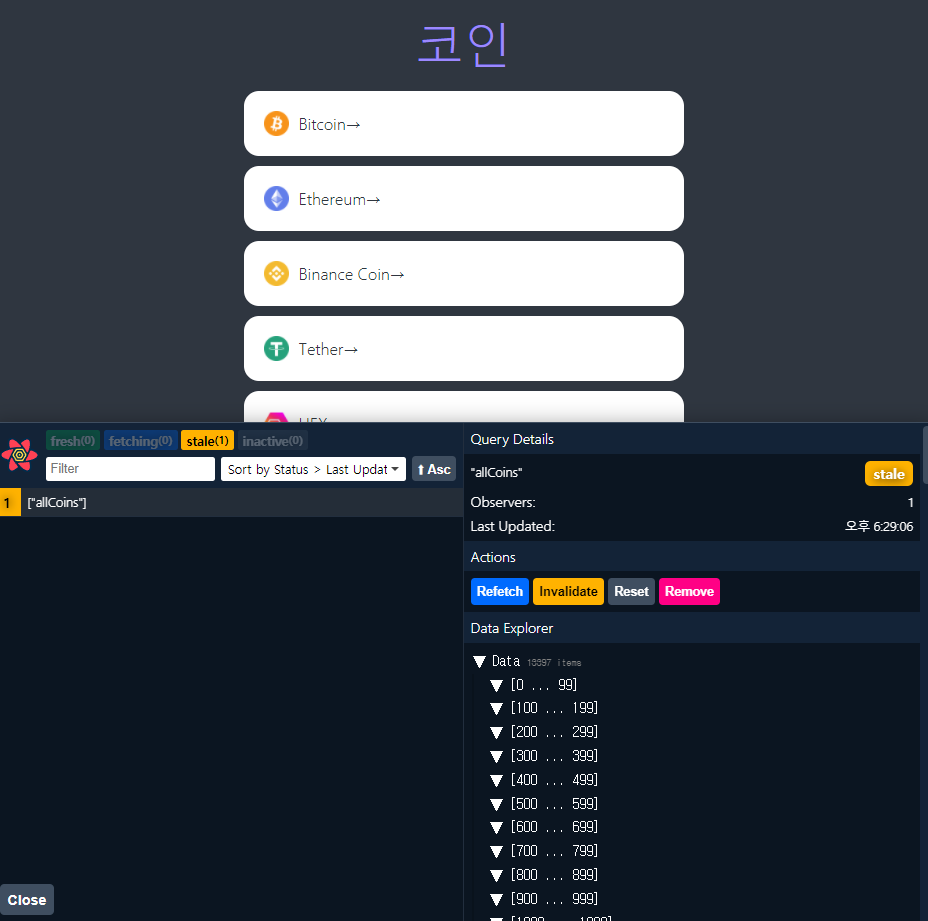 코인
Bitcoin→
Ethereum→
Binance Coin→
Tether→
HEX
fresh(0) fetching(0) stale(1) inactive(0)
Filter Sort by Status > Last Updat ⬆ Asc
1 ["allCoins"]
Close
Query Details
"allCoins" stale
Observers: 1
Last Updated: 오후 6:29:06
Actions
Refetch Invalidate Reset Remove
Data Explorer
▼ Data items
▼ [0 ... 99]
▼ [100 ... 199]
▼ [200 ... 299]
▼ [300 ... 399]
▼ [400 ... 499]
▼ [500 ... 599]
▼ [600 ... 699]
▼ [700 ... 799]
▼ [800 ... 899]
▼ [900 ... 999]